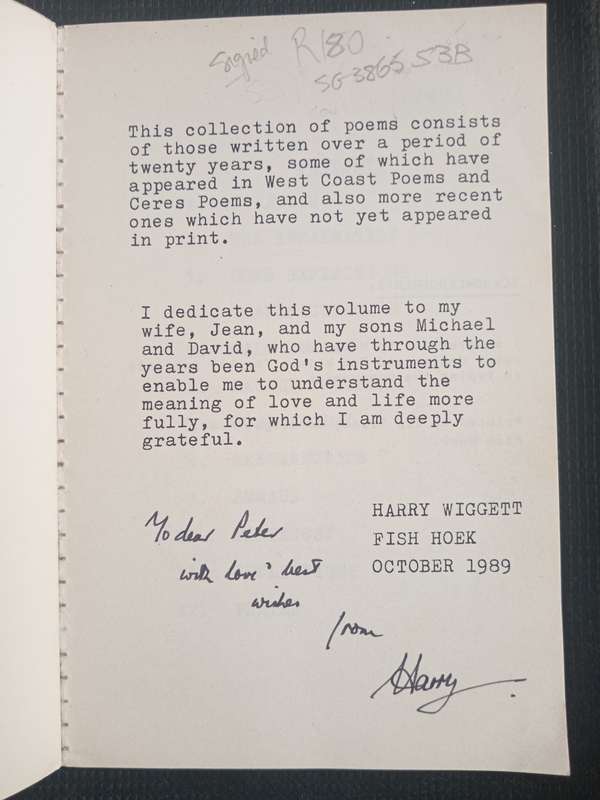 Signed R180
SG3865 S3B
This collection of poems consists
of those written over a period of
twenty years, some of which have
appeared in West Coast Poems and
Ceres Poems, and also more recent
ones which have not yet appeared
in print.
I dedicate this volume to my
wife, Jean, and my sons Michael
and David, who have through the
years been God's instruments to
enable me to understand the
meaning of love and life more
fully, for which I am deeply
grateful.
HARRY WIGGETT
FISH HOEK
OCTOBER 1989
To dear Peter
with love & best
wishes
from
Harry